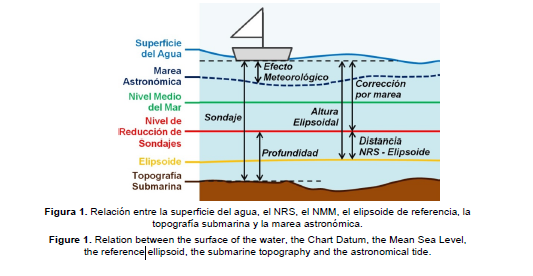 Superficie
del Agua
Efecto
Meteorológico
Marea
Astronómica
Corrección
por marea
Nivel Medio
del Mar
Sondaje
Altura
Elipsoidal
Nivel de
Reducción de
Sondajes
Profundidad
Distancia
NRS - Elipsoide
Elipsoide
Topografía
Submarina
Figura 1. Relación entre la superficie del agua, el NRS, el NMM, el elipsoide de referencia, la
topografía submarina y la marea astronómica.
Figure 1. Relation between the surface of the water, the Chart Datum, the Mean Sea Level,
the reference ellipsoid, the submarine topography and the astronomical tide.